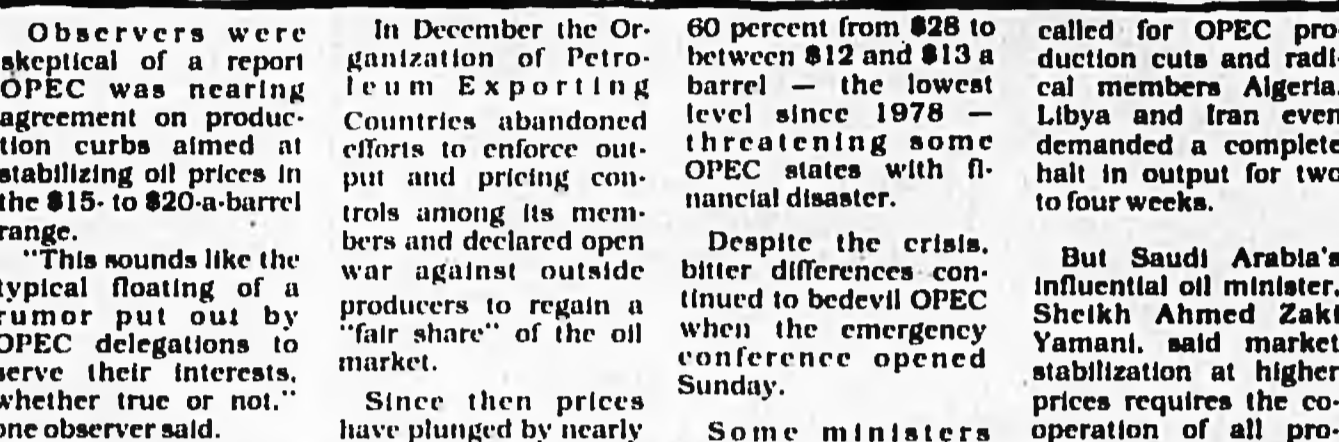 Observers were
skeptical of a report
OPEC was nearing
agreement on produc-
tion curbs aimed at
stabilizing oil prices in
the $15- to $20-a-barrel
range.
"This sounds like the
typical floating of a
rumor put out by
OPEC delegations to
serve their interests,
whether true or not."
one observer said.
In December the Or-
ganization of Petro-
leum Exporting
Countries abandoned
efforts to enforce out-
put and pricing con-
trols among its mem-
bers and declared open
war against outside
producers to regain a
"fair share" of the oil
market.
Since then prices
have plunged by nearly
60 percent from $28 to
between $12 and $13 a
barrel — the lowest
level since 1978 —
threatening some
OPEC states with fi-
nancial disaster.
Despite the crisis,
bitter differences con-
tinued to bedevil OPEC
when the emergency
conference opened
Sunday.
Some ministers
called for OPEC pro-
duction cuts and radi-
cal members Algeria,
Libya and Iran even
demanded a complete
halt in output for two
to four weeks.
But Saudi Arabia's
influential oil minister,
Sheikh Ahmed Zaki
Yamani, said market
stabilization at higher
prices requires the co-
operation of all pro-